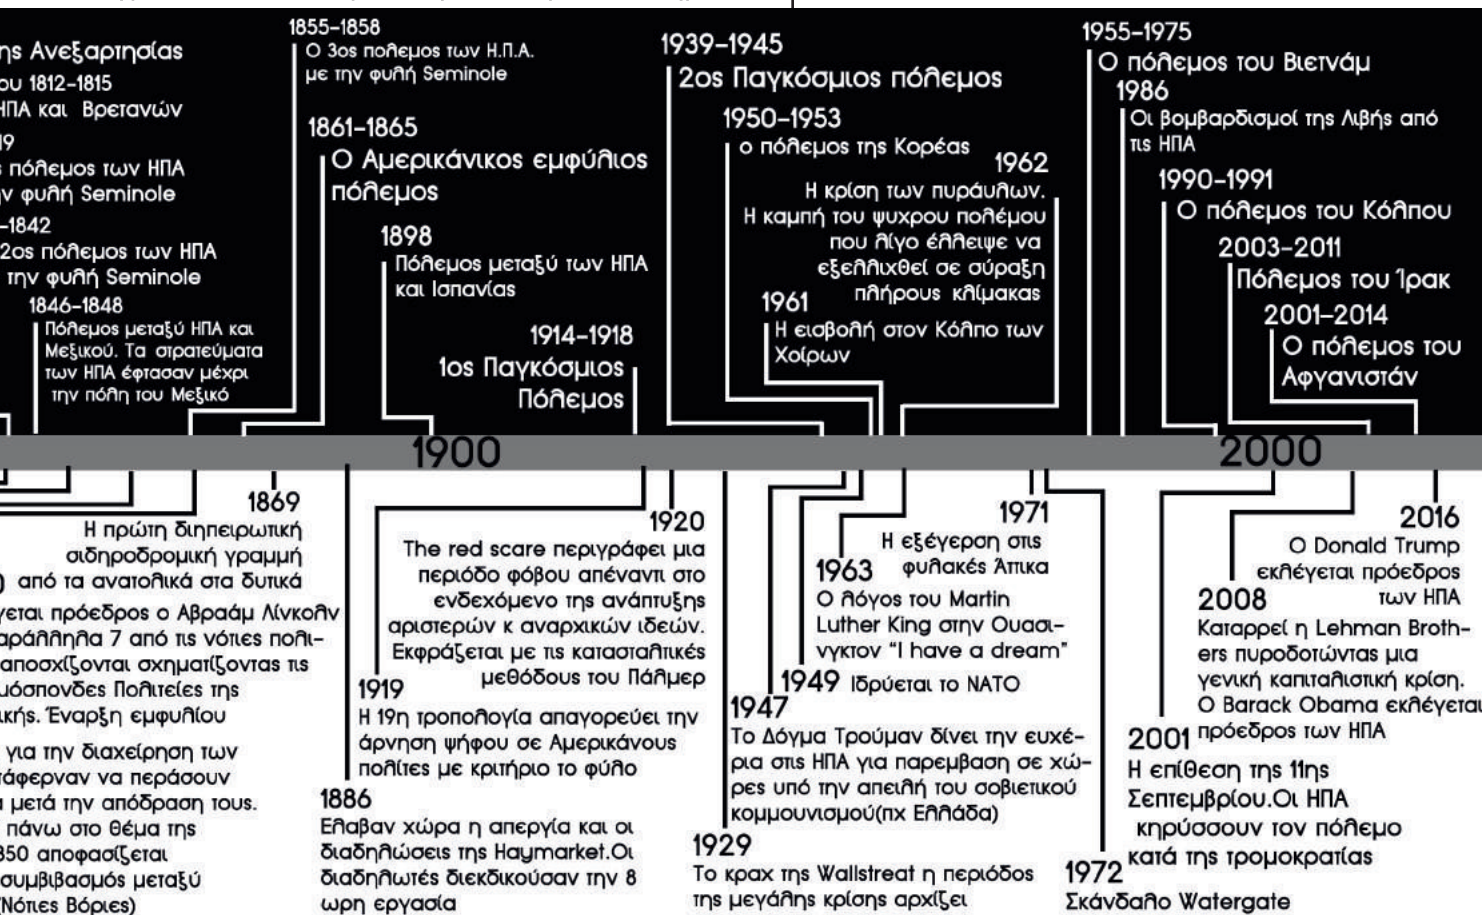 της Ανεξαρτησίας
ου 1812-1815
ΗΠΑ και Βρετανών
19
ς πόλεμος των ΗΠΑ
ην φυλή Seminole
-1842
2ος πόλεμος των ΗΠΑ
την φυλή Seminole
1846-1848
Πόλεμος μεταξύ ΗΠΑ και
Μεξικού. Τα στρατεύματα
των ΗΠΑ έφτασαν μέχρι
την πόλη του Μεξικό
1855-1858
Ο 3ος πολεμος των Η.Π.Α.
με την φυλή Seminole
1861-1865
Ο Αμερικάνικος εμφύλιος
πόλεμος
1898
Πόλεμος μεταξύ των ΗΠΑ
και Ισπανίας
1914-1918
1ος Παγκόσμιος
Πόλεμος
1939-1945
2ος Παγκόσμιος πόλεμος
1950-1953
ο πόλεμος της Κορέας
1962
Η κρίση των πυράυλων.
Η καμπή του ψυχρου πολέμου
που λίγο έλλειψε να
εξελλιχθεί σε σύραξη
πλήρους κλίμακας
1961
Η εισβολή στον Κόλπο των
Χοίρων
1955-1975
Ο πόλεμος του Βιετνάμ
1986
Οι βομβαρδισμοί της Λιβής από
τις ΗΠΑ
1990-1991
Ο πόλεμος του Κόλπου
2003-2011
Πόλεμος του Ίρακ
2001-2014
Ο πόλεμος του
Αφγανιστάν
1900
2000
1869
Η πρώτη διηπειρωτική
σιδηροδρομική γραμμή
από τα ανατολικά στα δυτικά
γεται πρόεδρος ο Αβραάμ Λίνκολν
αράλληλα 7 από τις νότιες πολι-
αποσχίζονται σχηματίζοντας τις
μόσπονδες Πολιτείες της
ικής. Έναρξη εμφυλίου
για την διαχείρηση των
τάφερναν να περάσουν
α μετά την απόδραση τους.
πάνω στο θέμα της
850 αποφασίζεται
συμβιβασμός μεταξύ
(Νότιες Βόριες)
1886
Ελαβαν χώρα η απεργία και οι
διαδηλώσεις της Haymarket.Οι
διαδηλωτές διεκδικούσαν την 8
ωρη εργασία
1920
The red scare περιγράφει μια
περιόδο φόβου απέναντι στο
ενδεχόμενο της ανάπτυξης
αριστερών κ αναρχικών ιδεών.
Εκφράζεται με τις κατασταλτικές
μεθόδους του Πάλμερ
1919
Η 19η τροπολογία απαγορεύει την
άρνηση ψήφου σε Αμερικάνους
πολίτες με κριτήριο το φύλο
1929
Το κραχ της Wallstreat η περιόδος
της μεγάλης κρίσης αρχίζει
1947
Το Δόγμα Τρούμαν δίνει την ευχέ-
ρια στις ΗΠΑ για παρεμβαση σε χώ-
ρες υπό την απειλή του σοβιετικού
κομμουνισμού(πχ Ελλάδα)
1949 Ιδρύεται το ΝΑΤΟ
1963
Ο λόγος του Martin
Luther King στην Ουασι-
νγκτον "I have a dream"
1971
Η εξέγερση στις
φυλακές Άττικα
1972
Σκάνδαλο Watergate
2001
Η επίθεση της 11ης
Σεπτεμβρίου.Οι ΗΠΑ
κηρύσσουν τον πόλεμο
κατά της τρομοκρατίας
2008
Καταρρεί η Lehman Broth-
ers πυροδοτώντας μια
γενική καπιταλιστική κρίση.
Ο Barack Obama εκλέγεται
πρόεδρος των ΗΠΑ
2016
Ο Donald Trump
εκλέγεται πρόεδρος
των ΗΠΑ